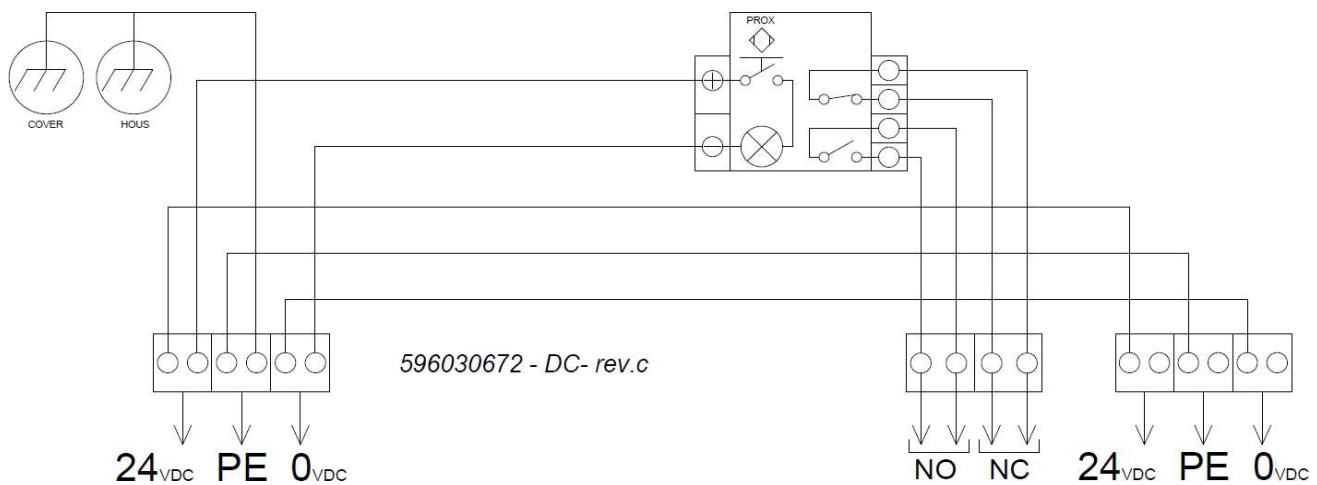 PROX
COVER
HOUS
596030672 - DC- rev.c
24VDC PE 0VDC
NO NC
24VDC PE 0VDC